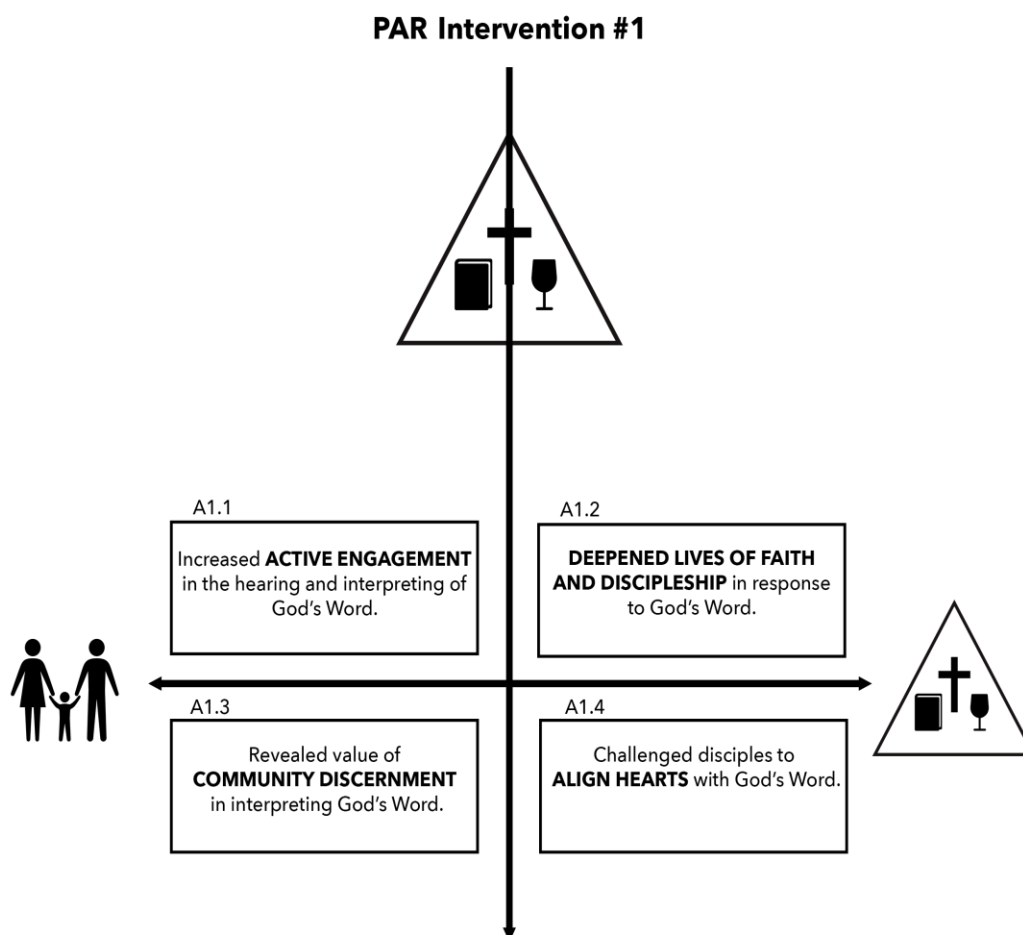 PAR Intervention #1
A1.1
Increased ACTIVE ENGAGEMENT
in the hearing and interpreting of
God’s Word.
A1.2
DEEPENED LIVES OF FAITH
AND DISCIPLESHIP in response
to God’s Word.
A1.3
Revealed value of
COMMUNITY DISCERNMENT
in interpreting God’s Word.
A1.4
Challenged disciples to
ALIGN HEARTS with God’s Word.